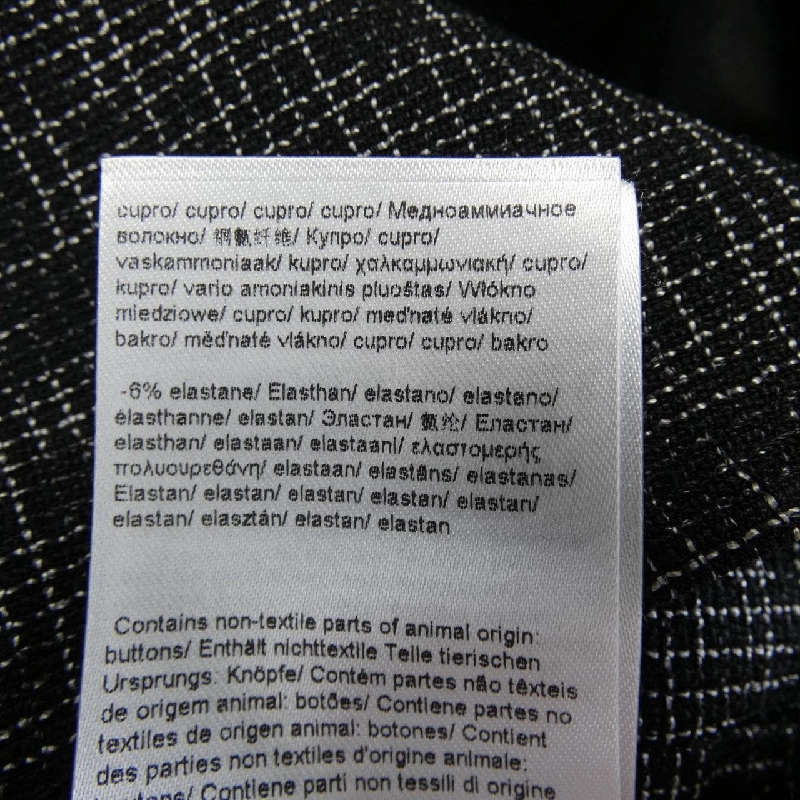 cupro/ cupro/ cupro/ cupro/ Медноаммиачное
волокно/ 銅氨纤维/ Купро/ cupro/
vaskammoniaak/ kupro/ χαλκαμμωνιακή/ cupro/
kupro/ vario amoniakinis pluoštas/ Włókno
miedziowe/ cupro/ kupro/ meďnaté vlákno/
bakro/ měďnaté vlákno/ cupro/ cupro/ bakro
-6% elastane/ Elasthan/ elastano/ elastano/
élasthanne/ elastan/ Эластан/ 氨纶/ Еластан/
elasthan/ elastaan/ elastaanI/ ελαστομερής
πολυουρεθάνη/ elastaan/ elastāns/ elastanas/
Elastan/ elastan/ elastan/ elastan/ elastan/
elastan/ elasztán/ elastan/ elastan
Contains non-textile parts of animal origin:
buttons/ Enthält nichttextile Teile tierischen
Ursprungs: Knöpfe/ Contém partes não têxteis
de origem animal: botões/ Contiene partes no
textiles de origen animal: botones/ Contient
des parties non textiles d'origine animale:
Contiene parti non tessili di origine